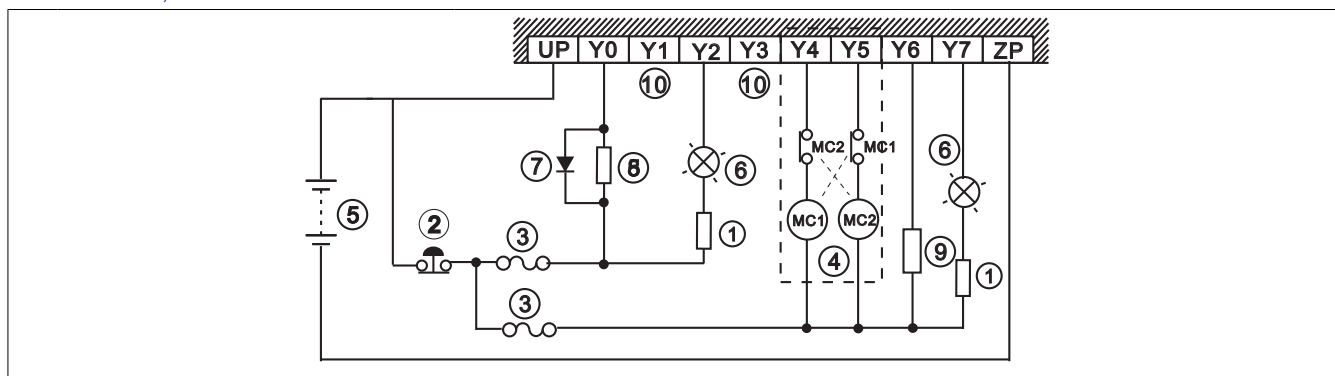 UP Y0 Y1 Y2 Y3 Y4 Y5 Y6 Y7 ZP
⑩ ⑩
MC2 MC1
⑦ ⑧ ⑥ ⑥
⑤ ② ③ ① MC1 MC2 ⑨ ①
④
③